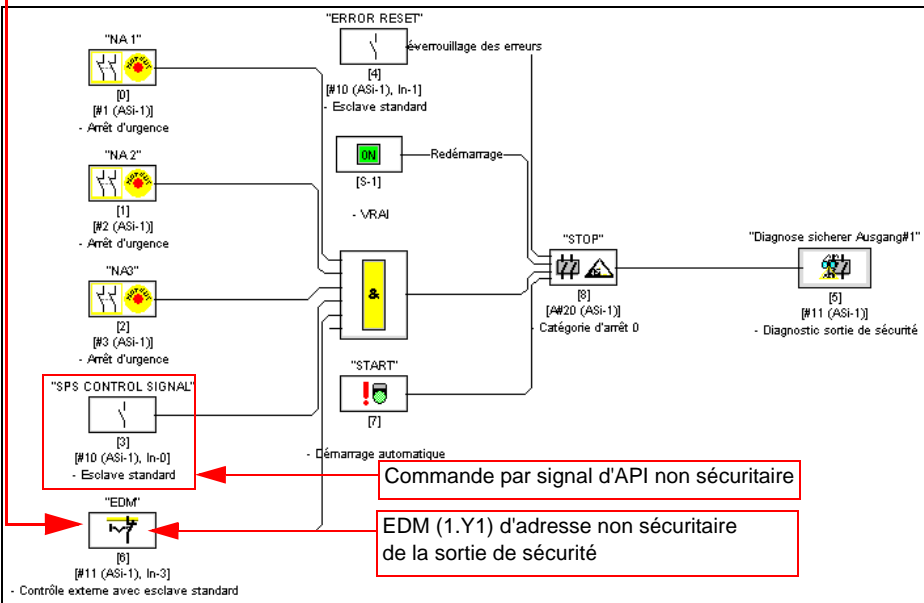 "NA 1"
[0]
[#1 (ASi-1)]
- Arrêt d'urgence
"NA 2"
[1]
[#2 (ASi-1)]
- Arrêt d'urgence
"NA3"
[2]
[#3 (ASi-1)]
- Arrêt d'urgence
"SPS CONTROL SIGNAL"
[3]
[#10 (ASi-1), In-0]
- Esclave standard
"EDM"
[6]
[#11 (ASi-1), In-3]
- Contrôle externe avec esclave standard
"ERROR RESET"
éverrouillage des erreurs
[4]
[#10 (ASi-1), In-1]
- Esclave standard
ON
Redémarrage
[S-1]
- VRAI
&
"START"
[7]
- Démarrage automatique
"STOP"
[8]
[A#20 (ASi-1)]
Catégorie d'arrêt 0
"Diagnose sicherer Ausgang#1"
[5]
[#11 (ASi-1)]
- Diagnostic sortie de sécurité
Commande par signal d'API non sécuritaire
EDM (1.Y1) d'adresse non sécuritaire
de la sortie de sécurité